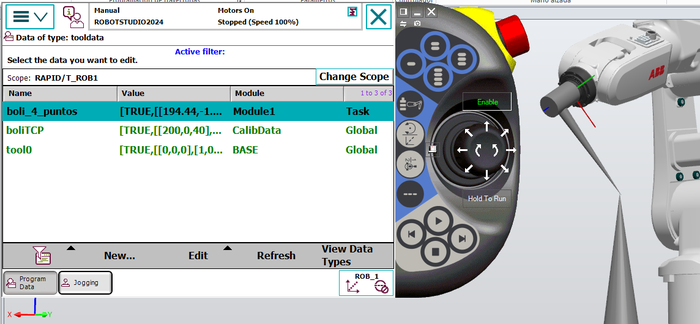 Manual
ROBOTSTUDIO2024
Motors On
Stopped (Speed 100%)
Data of type: tooldata
Active filter:
Select the data you want to edit.
Scope: RAPID/T_ROB1
Change Scope
Name Value Module 1 to 3 of 3
boli_4_puntos [TRUE,[[194.44,-1.... Module1 Task
boliTCP [TRUE,[[200,0,40],... CalibData Global
tool0 [TRUE,[[0,0,0],[1,0... BASE Global
New... Edit Refresh View Data Types
Program Data
Jogging
ROB_1
Enable
Hold To Run
ABB
X
Y